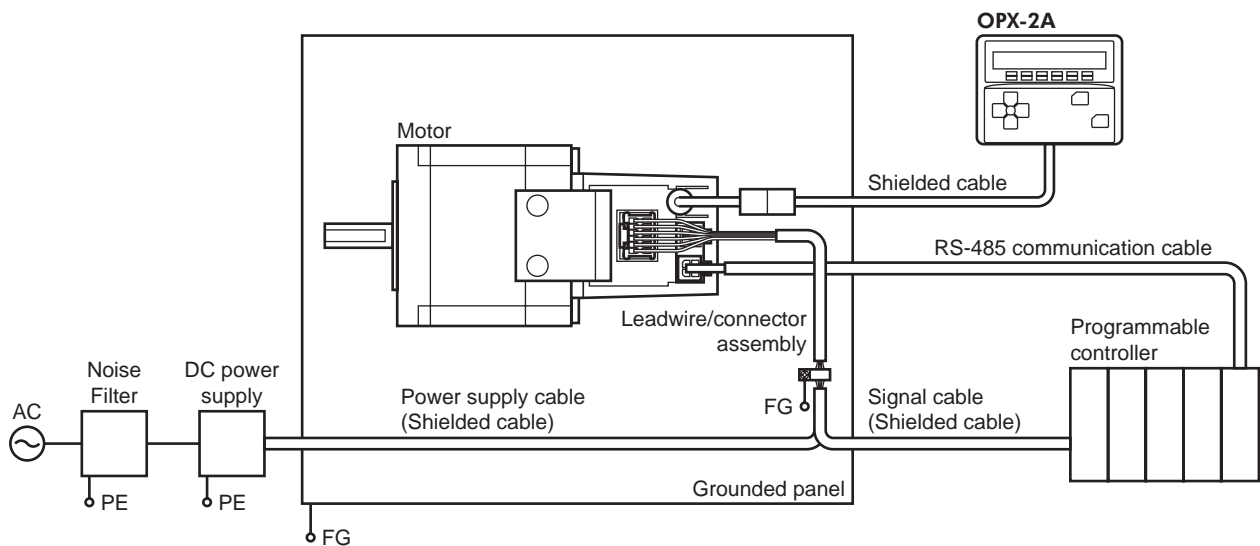 OPX-2A
Motor
Shielded cable
RS-485 communication cable
Leadwire/connector
assembly
Programmable
controller
Noise
Filter
DC power
supply
AC
Power supply cable
(Shielded cable)
FG
Signal cable
(Shielded cable)
PE
PE
Grounded panel
FG